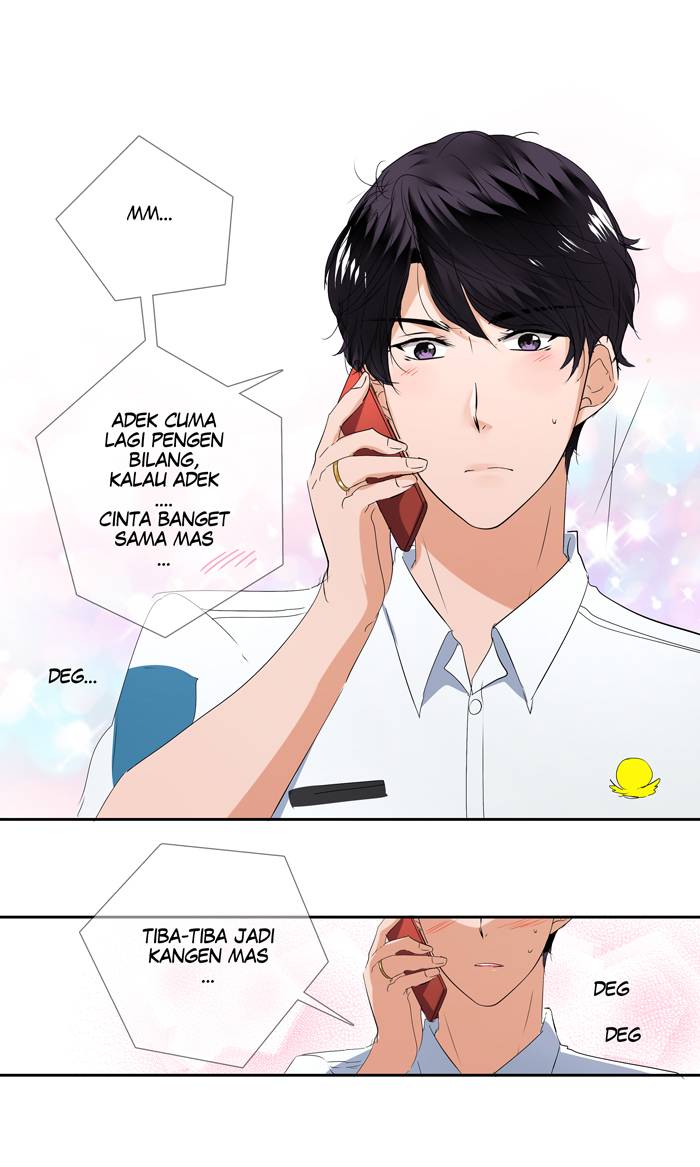 MM...
ADEK CUMA
LAGI PENGEN
BILANG,
KALAU ADEK
....
CINTA BANGET
SAMA MAS
...
DEG...
TIBA-TIBA JADI
KANGEN MAS
...
DEG
DEG